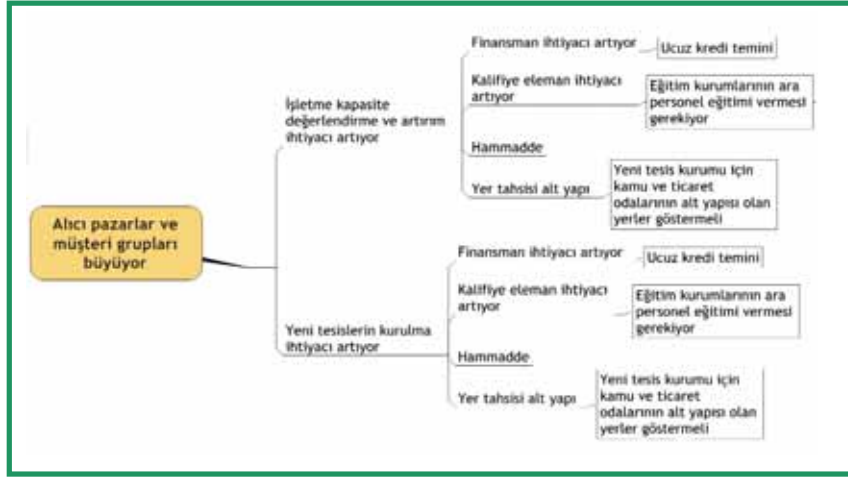 Alıcı pazarlar ve
müşteri grupları
büyüyor
İşletme kapasite
değerlendirme ve artırım
ihtiyacı artıyor
Finansman ihtiyacı artıyor
Ucuz kredi temini
Kalifiye eleman ihtiyacı
artıyor
Eğitim kurumlarının ara
personel eğitimi vermesi
gerekiyor
Hammadde
Yer tahsisi alt yapı
Yeni tesis kurumu için
kamu ve ticaret
odalarının alt yapısı olan
yerler göstermeli
Yeni tesislerin kurulma
ihtiyacı artıyor
Finansman ihtiyacı artıyor
Ucuz kredi temini
Kalifiye eleman ihtiyacı
artıyor
Eğitim kurumlarının ara
personel eğitimi vermesi
gerekiyor
Hammadde
Yer tahsisi alt yapı
Yeni tesis kurumu için
kamu ve ticaret
odalarının alt yapısı olan
yerler göstermeli